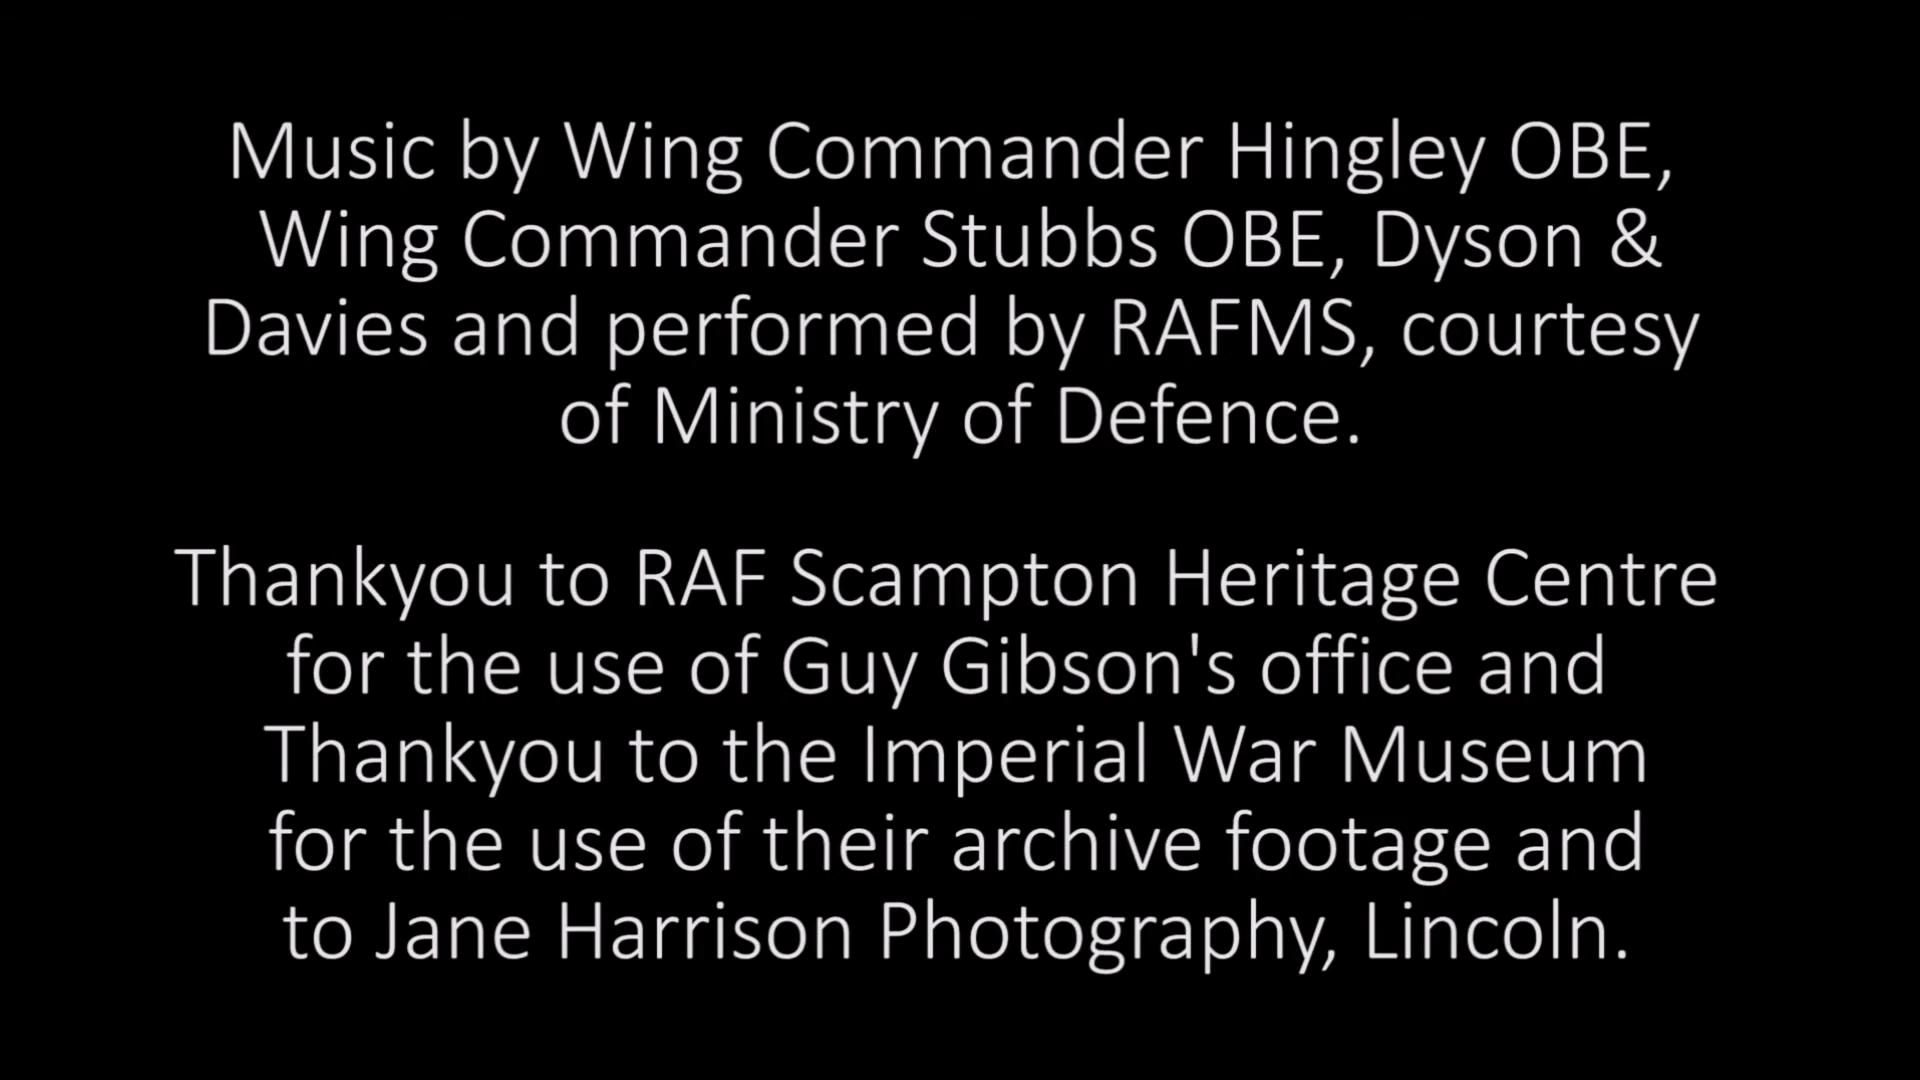 Music by Wing Commander Hingley OBE,
Wing Commander Stubbs OBE, Dyson &
Davies and performed by RAFMS, courtesy
of Ministry of Defence.
Thankyou to RAF Scampton Heritage Centre
for the use of Guy Gibson's office and
Thankyou to the Imperial War Museum
for the use of their archive footage and
to Jane Harrison Photography, Lincoln.